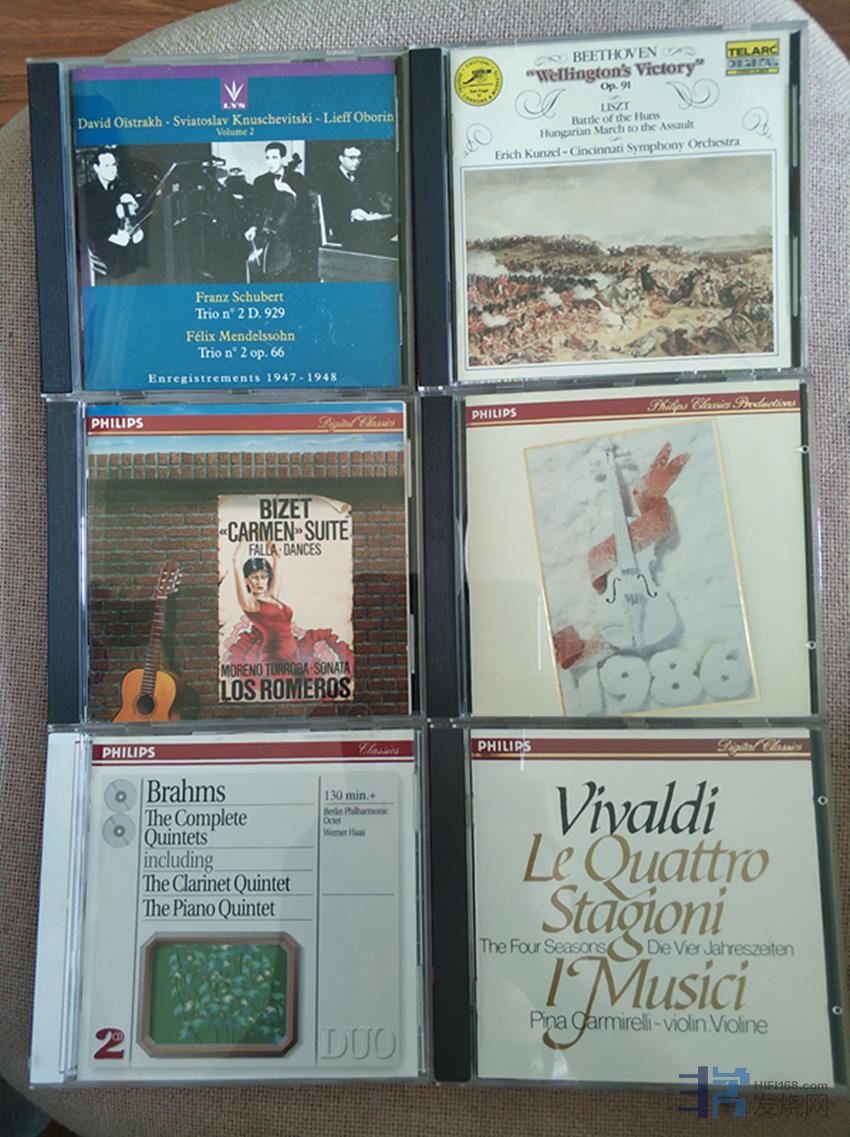 LYS
David Oïstrakh - Sviatoslav Knuschevitski - Lieff Oborin
Volume 2
Franz Schubert
Trio n° 2 D. 929
Félix Mendelssohn
Trio n° 2 op. 66
Enregistrements 1947-1948
BEETHOVEN
«Wellington's Victory»
Op. 91
LISZT
Battle of the Huns
Hungarian March to the Assault
Erich Kunzel - Cincinnati Symphony Orchestra
TELARC
DIGITAL
PHILIPS
Digital Classics
BIZET
«CARMEN» SUITE
FALLA · DANCES
MORENO TORROBA · SONATA
LOS ROMEROS
PHILIPS
Philips Classics Productions
1986
PHILIPS
Classics
Brahms
The Complete
Quintets
including
The Clarinet Quintet
The Piano Quintet
130 min.+
Berlin Philharmonic
Octet
Werner Haas
2 CD
DUO
PHILIPS
Digital Classics
Vivaldi
Le Quattro
Stagioni
The Four Seasons Die Vier Jahreszeiten
I Musici
Pina Carmirelli ~ violin.Violine
HIFI168.com
发烧网